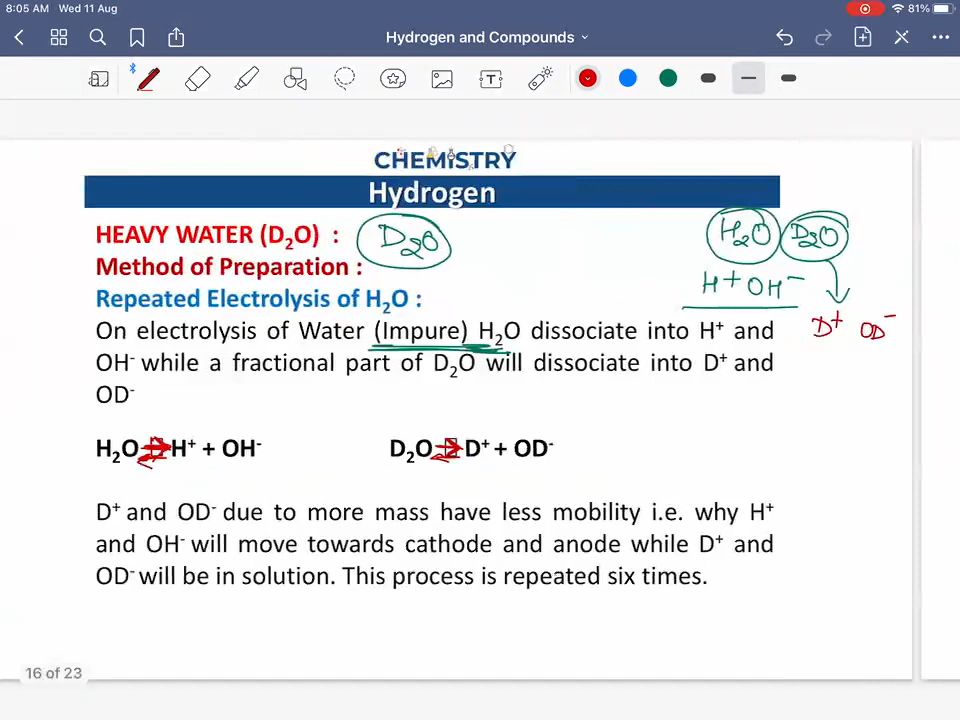 8:05 AM Wed 11 Aug
81%
Hydrogen and Compounds
CHEMISTRY
Hydrogen
HEAVY WATER (D₂O) :
D₂O
H₂O D₂O
Method of Preparation :
H+OH⁻
Repeated Electrolysis of H₂O :
D⁺ OD⁻
On electrolysis of Water (Impure) H₂O dissociate into H⁺ and
OH⁻ while a fractional part of D₂O will dissociate into D⁺ and
OD⁻
H₂O ⇌ H⁺ + OH⁻ D₂O ⇌ D⁺ + OD⁻
D⁺ and OD⁻ due to more mass have less mobility i.e. why H⁺
and OH⁻ will move towards cathode and anode while D⁺ and
OD⁻ will be in solution. This process is repeated six times.
16 of 23